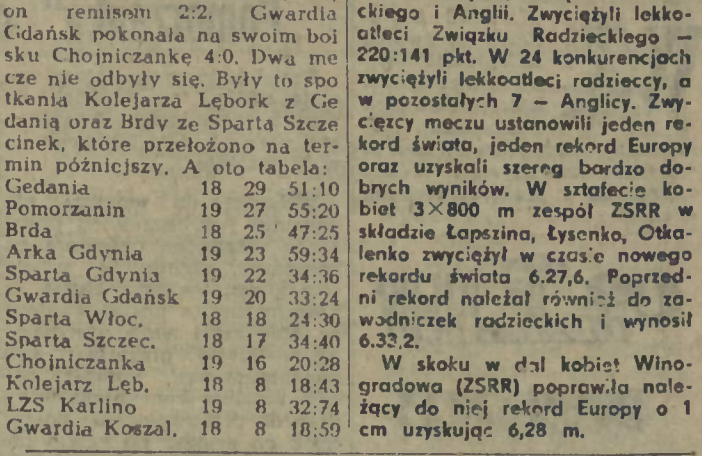 on remisem 2:2. Gwardia
Gdańsk pokonała na swoim boi
sku Chojniczankę 4:0. Dwa me
cze nie odbyły się. Były to spo
tkania Kolejarza Lębork z Ge
danią oraz Brdy ze Spartą Szcze
cinek, które przełożono na ter-
min późniejszy. A oto tabela:
Gedania 18 29 51:10
Pomorzanin 19 27 55:20
Brda 18 25 47:25
Arka Gdynia 19 23 59:34
Sparta Gdynia 19 22 34:36
Gwardia Gdańsk 19 20 33:24
Sparta Włoc. 18 18 24:30
Sparta Szczec. 18 17 34:40
Chojniczanka 19 16 20:28
Kolejarz Lęb. 18 8 18:43
LZS Karlino 19 8 32:74
Gwardia Koszal. 18 8 18:59
ckiego i Anglii. Zwyciężyli lekko-
atleci Związku Radzieckiego —
220:141 pkt. W 24 konkurencjach
zwyciężyli lekkoatleci radzieccy, a
w pozostałych 7 — Anglicy. Zwy-
cięzcy meczu ustanowili jeden re-
kord świata, jeden rekord Europy
oraz uzyskali szereg bardzo do-
brych wyników. W sztafecie ko-
biet 3×800 m zespół ZSRR w
składzie Łapszina, Łysenko, Otka-
lenko zwyciężył w czasie nowego
rekordu świata 6.27,6. Poprzed-
ni rekord należał również do za-
wodniczek radzieckich i wynosił
6.33,2.
W skoku w dal kobiet Wino-
gradowa (ZSRR) poprawiła nale-
żący do niej rekord Europy o 1
cm uzyskując 6,28 m.